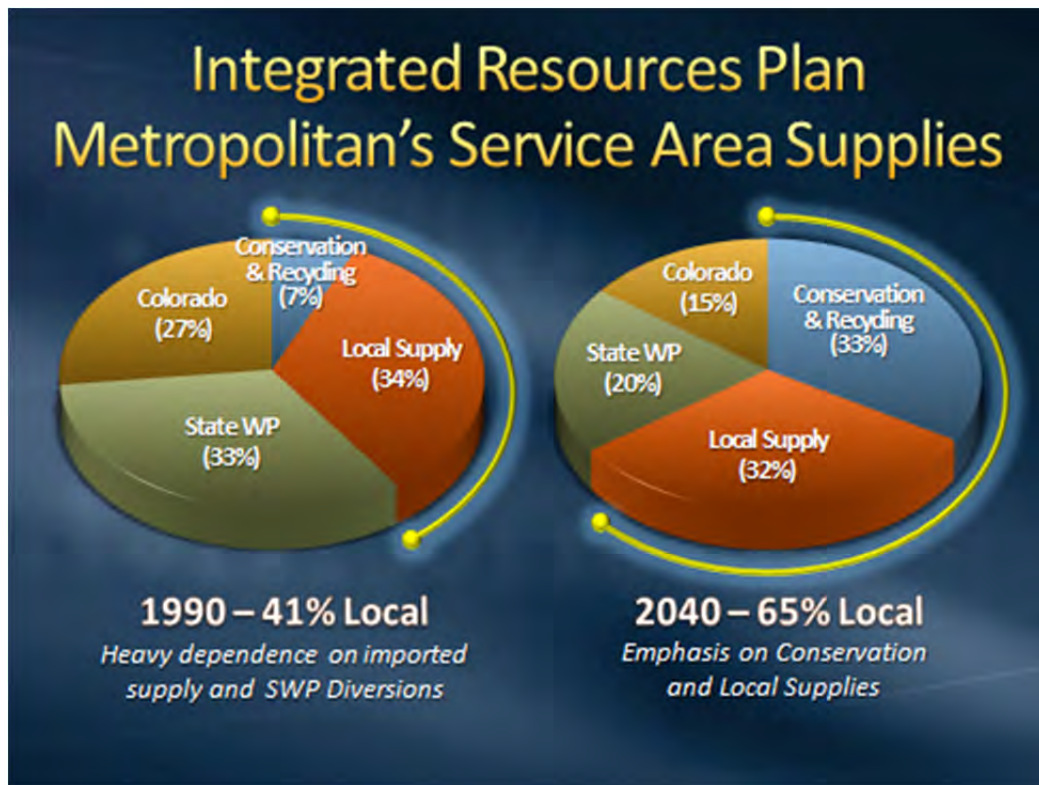 Integrated Resources Plan
Metropolitan's Service Area Supplies
Conservation
& Recyding
(7%)
Colorado
(27%)
Local Supply
(34%)
State WP
(33%)
Colorado
(15%)
Conservation
& Recyding
(33%)
State WP
(20%)
Local Supply
(32%)
1990 – 41% Local
Heavy dependence on imported
supply and SWP Diversions
2040 – 65% Local
Emphasis on Conservation
and Local Supplies